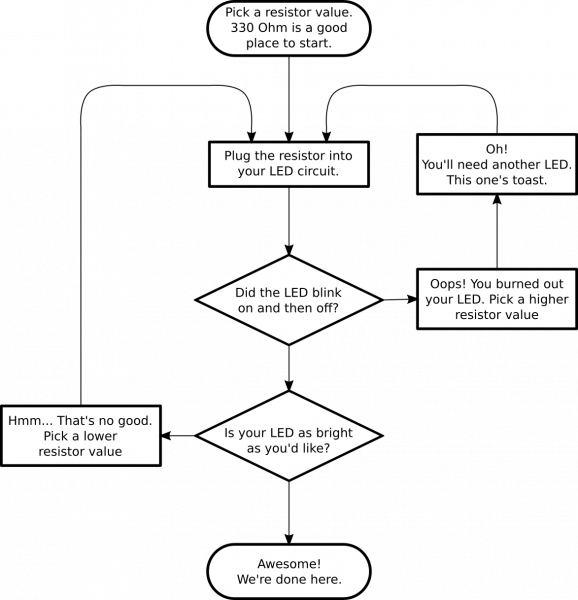 Pick a resistor value.
330 Ohm is a good
place to start.
Plug the resistor into
your LED circuit.
Oh!
You'll need another LED.
This one's toast.
Did the LED blink
on and then off?
Oops! You burned out
your LED. Pick a higher
resistor value
Is your LED as bright
as you'd like?
Hmm... That's no good.
Pick a lower
resistor value
Awesome!
We're done here.